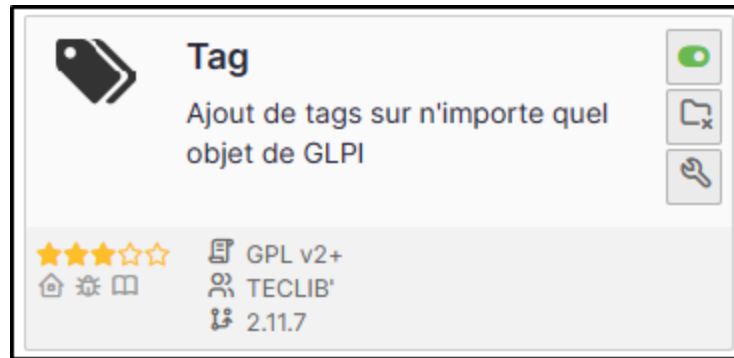 Tag
Ajout de tags sur n'importe quel
objet de GLPI
GPL v2+
TECLIB'
2.11.7